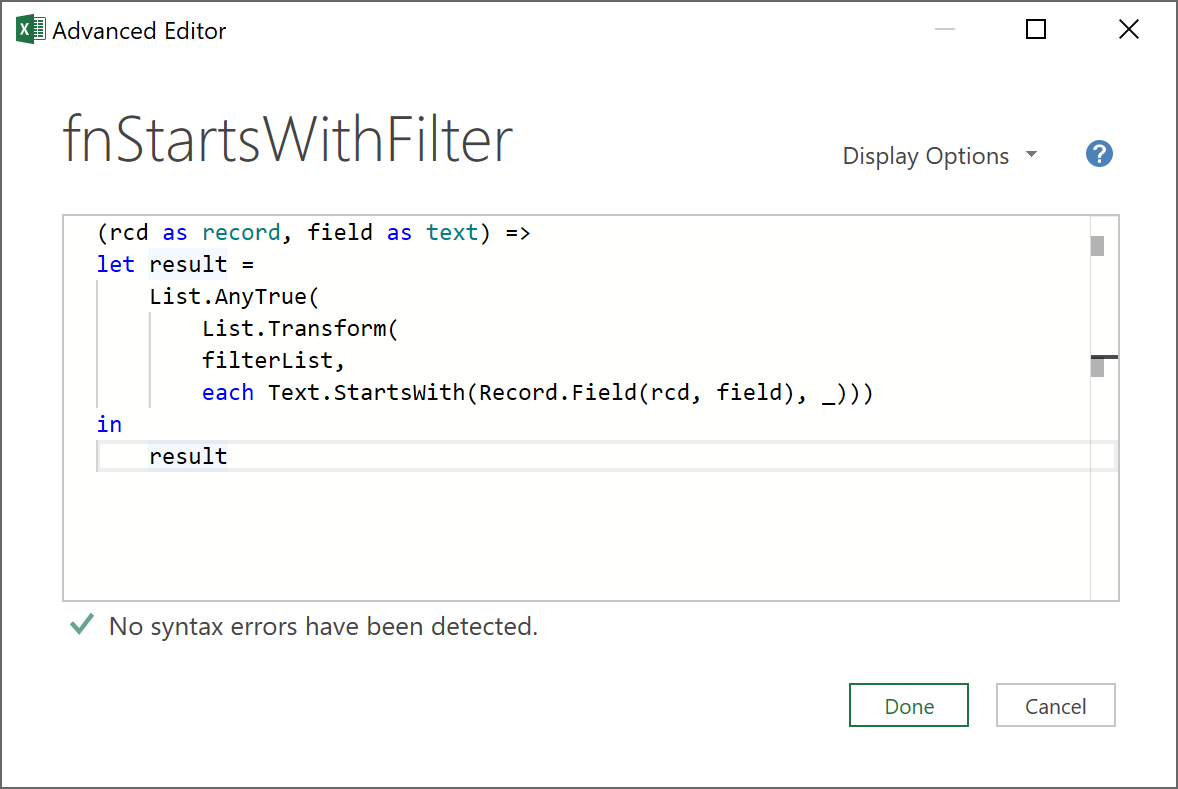 Advanced Editor
fnStartsWithFilter
Display Options
?
(rcd as record, field as text) =>
let result =
    List.AnyTrue(
        List.Transform(
        filterList,
        each Text.StartsWith(Record.Field(rcd, field), _)))
in
    result
No syntax errors have been detected.
Done
Cancel